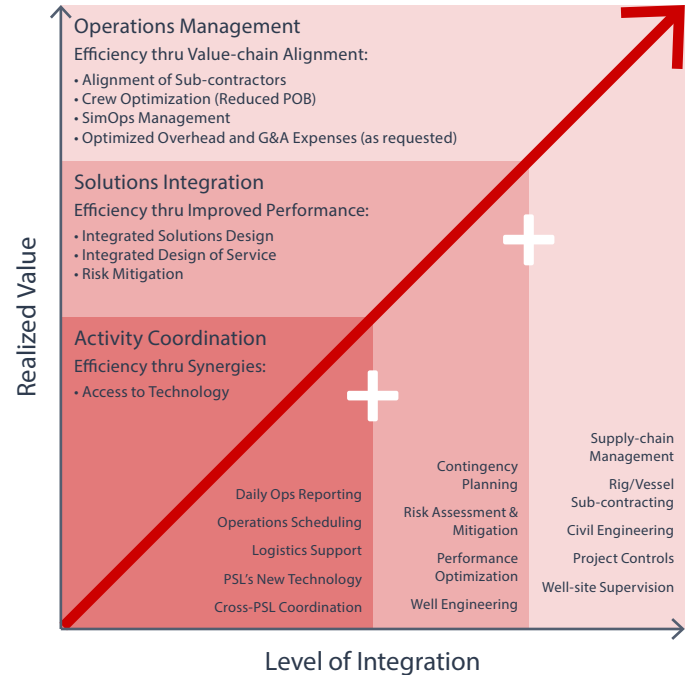 Operations Management
Efficiency thru Value-chain Alignment:
• Alignment of Sub-contractors
• Crew Optimization (Reduced POB)
• SimOps Management
• Optimized Overhead and G&A Expenses (as requested)
Solutions Integration
Efficiency thru Improved Performance:
• Integrated Solutions Design
• Integrated Design of Service
• Risk Mitigation
Activity Coordination
Efficiency thru Synergies:
• Access to Technology
Daily Ops Reporting
Operations Scheduling
Logistics Support
PSL's New Technology
Cross-PSL Coordination
Contingency
Planning
Risk Assessment &
Mitigation
Performance
Optimization
Well Engineering
Supply-chain
Management
Rig/Vessel
Sub-contracting
Civil Engineering
Project Controls
Well-site Supervision
Realized Value
Level of Integration